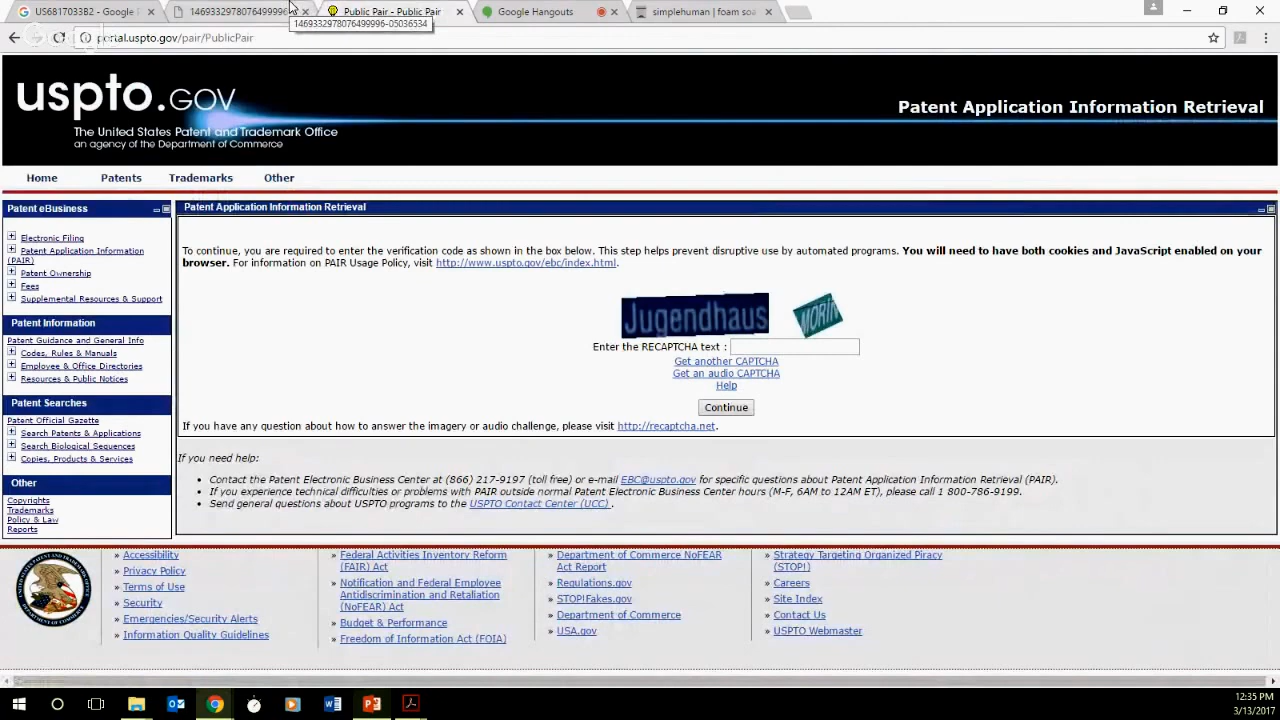 US6817033B2 - Google
1469332978076499996
Public Pair - Public Pair
Google Hangouts
simplehuman | foam soa
1469332978076499996-05036534
portal.uspto.gov/pair/PublicPair
uspto.GOV
The United States Patent and Trademark Office
an agency of the Department of Commerce
Patent Application Information Retrieval
Home Patents Trademarks Other
Patent eBusiness
Electronic Filing
Patent Application Information
(PAIR)
Patent Ownership
Fees
Supplemental Resources & Support
Patent Information
Patent Guidance and General Info
Codes, Rules & Manuals
Employee & Office Directories
Resources & Public Notices
Patent Searches
Patent Official Gazette
Search Patents & Applications
Search Biological Sequences
Copies, Products & Services
Other
Copyrights
Trademarks
Policy & Law
Reports
Patent Application Information Retrieval
To continue, you are required to enter the verification code as shown in the box below. This step helps prevent disruptive use by automated programs. You will need to have both cookies and JavaScript enabled on your
browser. For information on PAIR Usage Policy, visit http://www.uspto.gov/ebc/index.html.
Jugendhaus MORIN
Enter the RECAPTCHA text :
Get another CAPTCHA
Get an audio CAPTCHA
Help
Continue
If you have any question about how to answer the imagery or audio challenge, please visit http://recaptcha.net.
If you need help:
• Contact the Patent Electronic Business Center at (866) 217-9197 (toll free) or e-mail EBC@uspto.gov for specific questions about Patent Application Information Retrieval (PAIR).
• If you experience technical difficulties or problems with PAIR outside normal Patent Electronic Business Center hours (M-F, 6AM to 12AM ET), please call 1 800-786-9199.
• Send general questions about USPTO programs to the USPTO Contact Center (UCC) .
» Accessibility
» Privacy Policy
» Terms of Use
» Security
» Emergencies/Security Alerts
» Information Quality Guidelines
» Federal Activities Inventory Reform
(FAIR) Act
» Notification and Federal Employee
Antidiscrimination and Retaliation
(NoFEAR) Act
» Budget & Performance
» Freedom of Information Act (FOIA)
» Department of Commerce NoFEAR
Act Report
» Regulations.gov
» STOP!Fakes.gov
» Department of Commerce
» USA.gov
» Strategy Targeting Organized Piracy
(STOP!)
» Careers
» Site Index
» Contact Us
» USPTO Webmaster
12:35 PM
3/13/2017